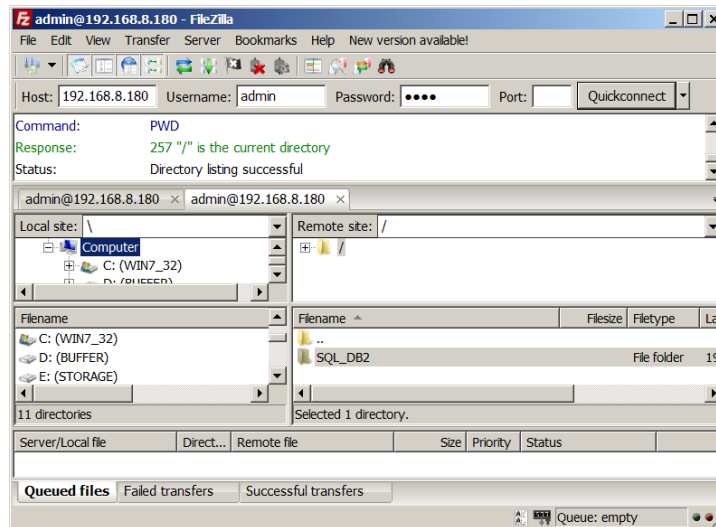 admin@192.168.8.180 - FileZilla
File Edit View Transfer Server Bookmarks Help New version available!
Host: 192.168.8.180 Username: admin Password: ●●●● Port: Quickconnect
Command: PWD
Response: 257 "/" is the current directory
Status: Directory listing successful
admin@192.168.8.180 × admin@192.168.8.180 ×
Local site: \ Remote site: /
Computer /
C: (WIN7_32)
D: (BUFFER)
Filename Filename Filesize Filetype La
C: (WIN7_32) ..
D: (BUFFER) SQL_DB2 File folder 19
E: (STORAGE)
11 directories Selected 1 directory.
Server/Local file Direct... Remote file Size Priority Status
Queued files Failed transfers Successful transfers
Queue: empty